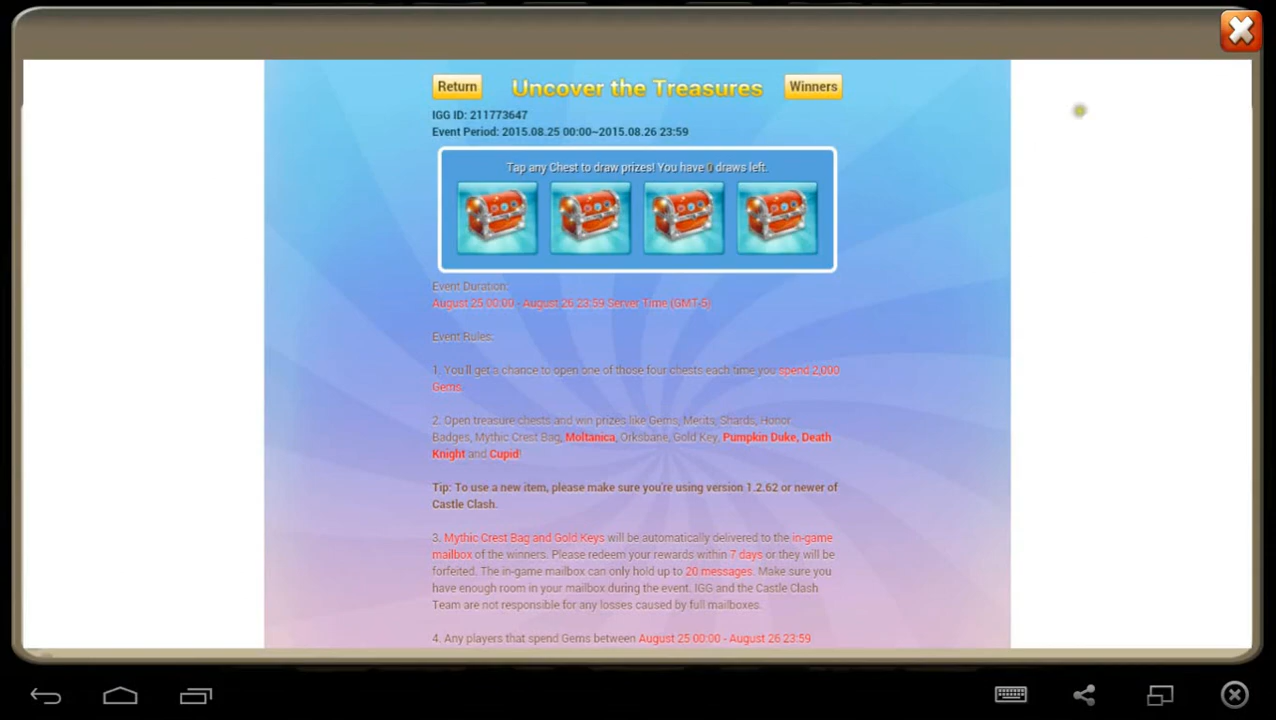 Return Uncover the Treasures Winners
IGG ID: 211773647
Event Period: 2015.08.25 00:00~2015.08.26 23:59
Tap any Chest to draw prizes! You have 0 draws left.
Event Duration:
August 25 00:00 - August 26 23:59 Server Time (GMT-5)
Event Rules:
1. You'll get a chance to open one of those four chests each time you spend 2,000
Gems.
2. Open treasure chests and win prizes like Gems, Merits, Shards, Honor
Badges, Mythic Crest Bag, Moltanica, Orksbane, Gold Key, Pumpkin Duke, Death
Knight and Cupid!
Tip: To use a new item, please make sure you're using version 1.2.62 or newer of
Castle Clash.
3. Mythic Crest Bag and Gold Keys will be automatically delivered to the in-game
mailbox of the winners. Please redeem your rewards within 7 days or they will be
forfeited. The in-game mailbox can only hold up to 20 messages. Make sure you
have enough room in your mailbox during the event. IGG and the Castle Clash
Team are not responsible for any losses caused by full mailboxes.
4. Any players that spend Gems between August 25 00:00 - August 26 23:59